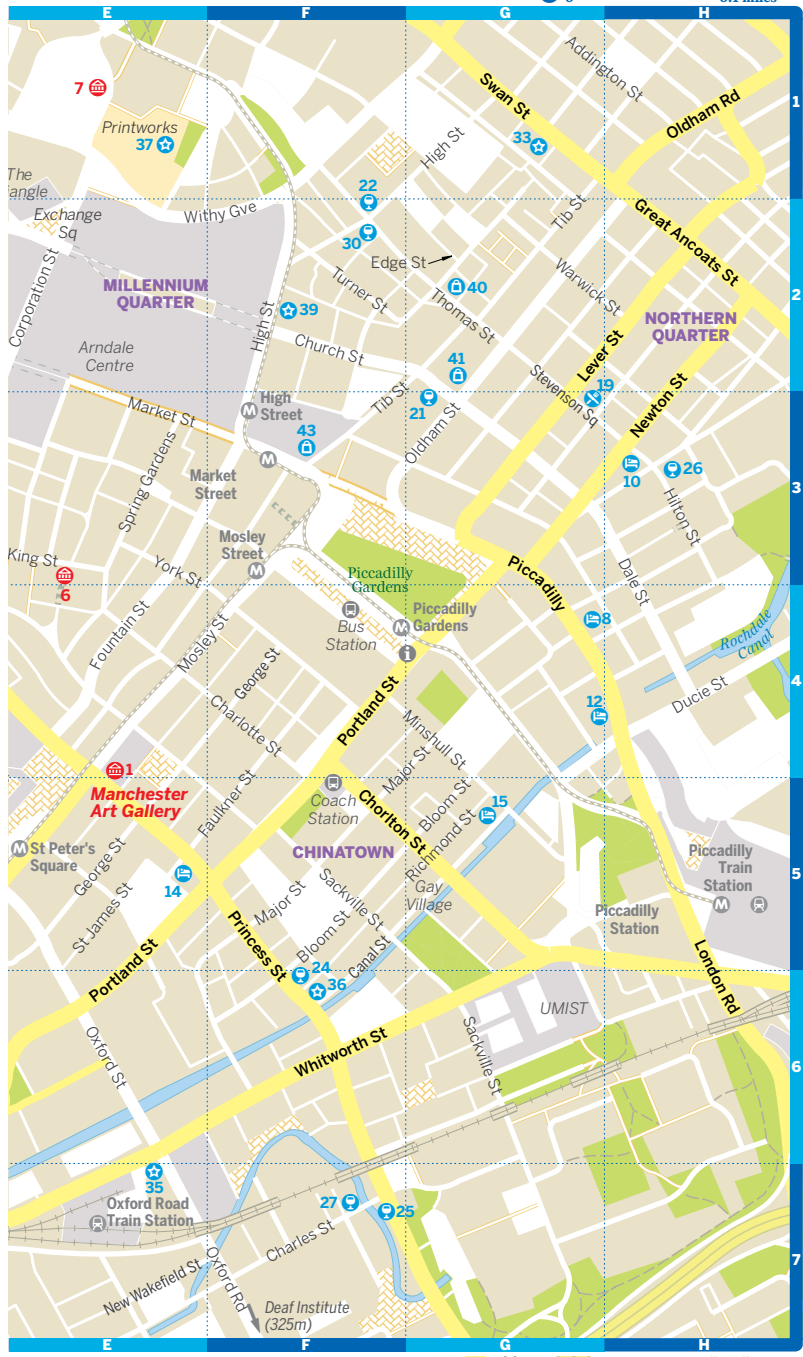 E
F
G
H
1
7
Printworks
37
Swan St
Addington St
Oldham Rd
High St
33
The
iangle
Exchange
Sq
Withy Gve
22
30
Edge St
Tib St
Great Ancoats St
2
Corporation St
MILLENNIUM
QUARTER
Turner St
40
Thomas St
Warwick St
NORTHERN
QUARTER
High St
39
Church St
Arndale
Centre
41
Lever St
Stevenson Sq
19
Newton St
Market St
High
Street
Tib St
21
Oldham St
43
Spring Gardens
Market
Street
10
26
Hilton St
3
Mosley
Street
King St
6
York St
Piccadilly
Gardens
Piccadilly
Dale St
Fountain St
Mosley St
Bus
Station
Piccadilly
Gardens
8
Rochdale
Canal
George St
Portland St
4
Ducie St
12
Charlotte St
Minshull St
Major St
1
Manchester
Art Gallery
Faulkner St
Coach
Station
Chorlton St
Bloom St
Richmond St
15
St Peter's
Square
George St
St James St
14
CHINATOWN
Gay
Village
Piccadilly
Train
Station
Piccadilly
Station
5
Major St
Sackville St
Bloom St
Canal St
Princess St
Portland St
24
36
London Rd
UMIST
Oxford St
Whitworth St
Sackville St
6
35
Oxford Road
Train Station
27
25
Charles St
New Wakefield St
Oxford Rd
Deaf Institute
(325m)
7
E
F
G
H